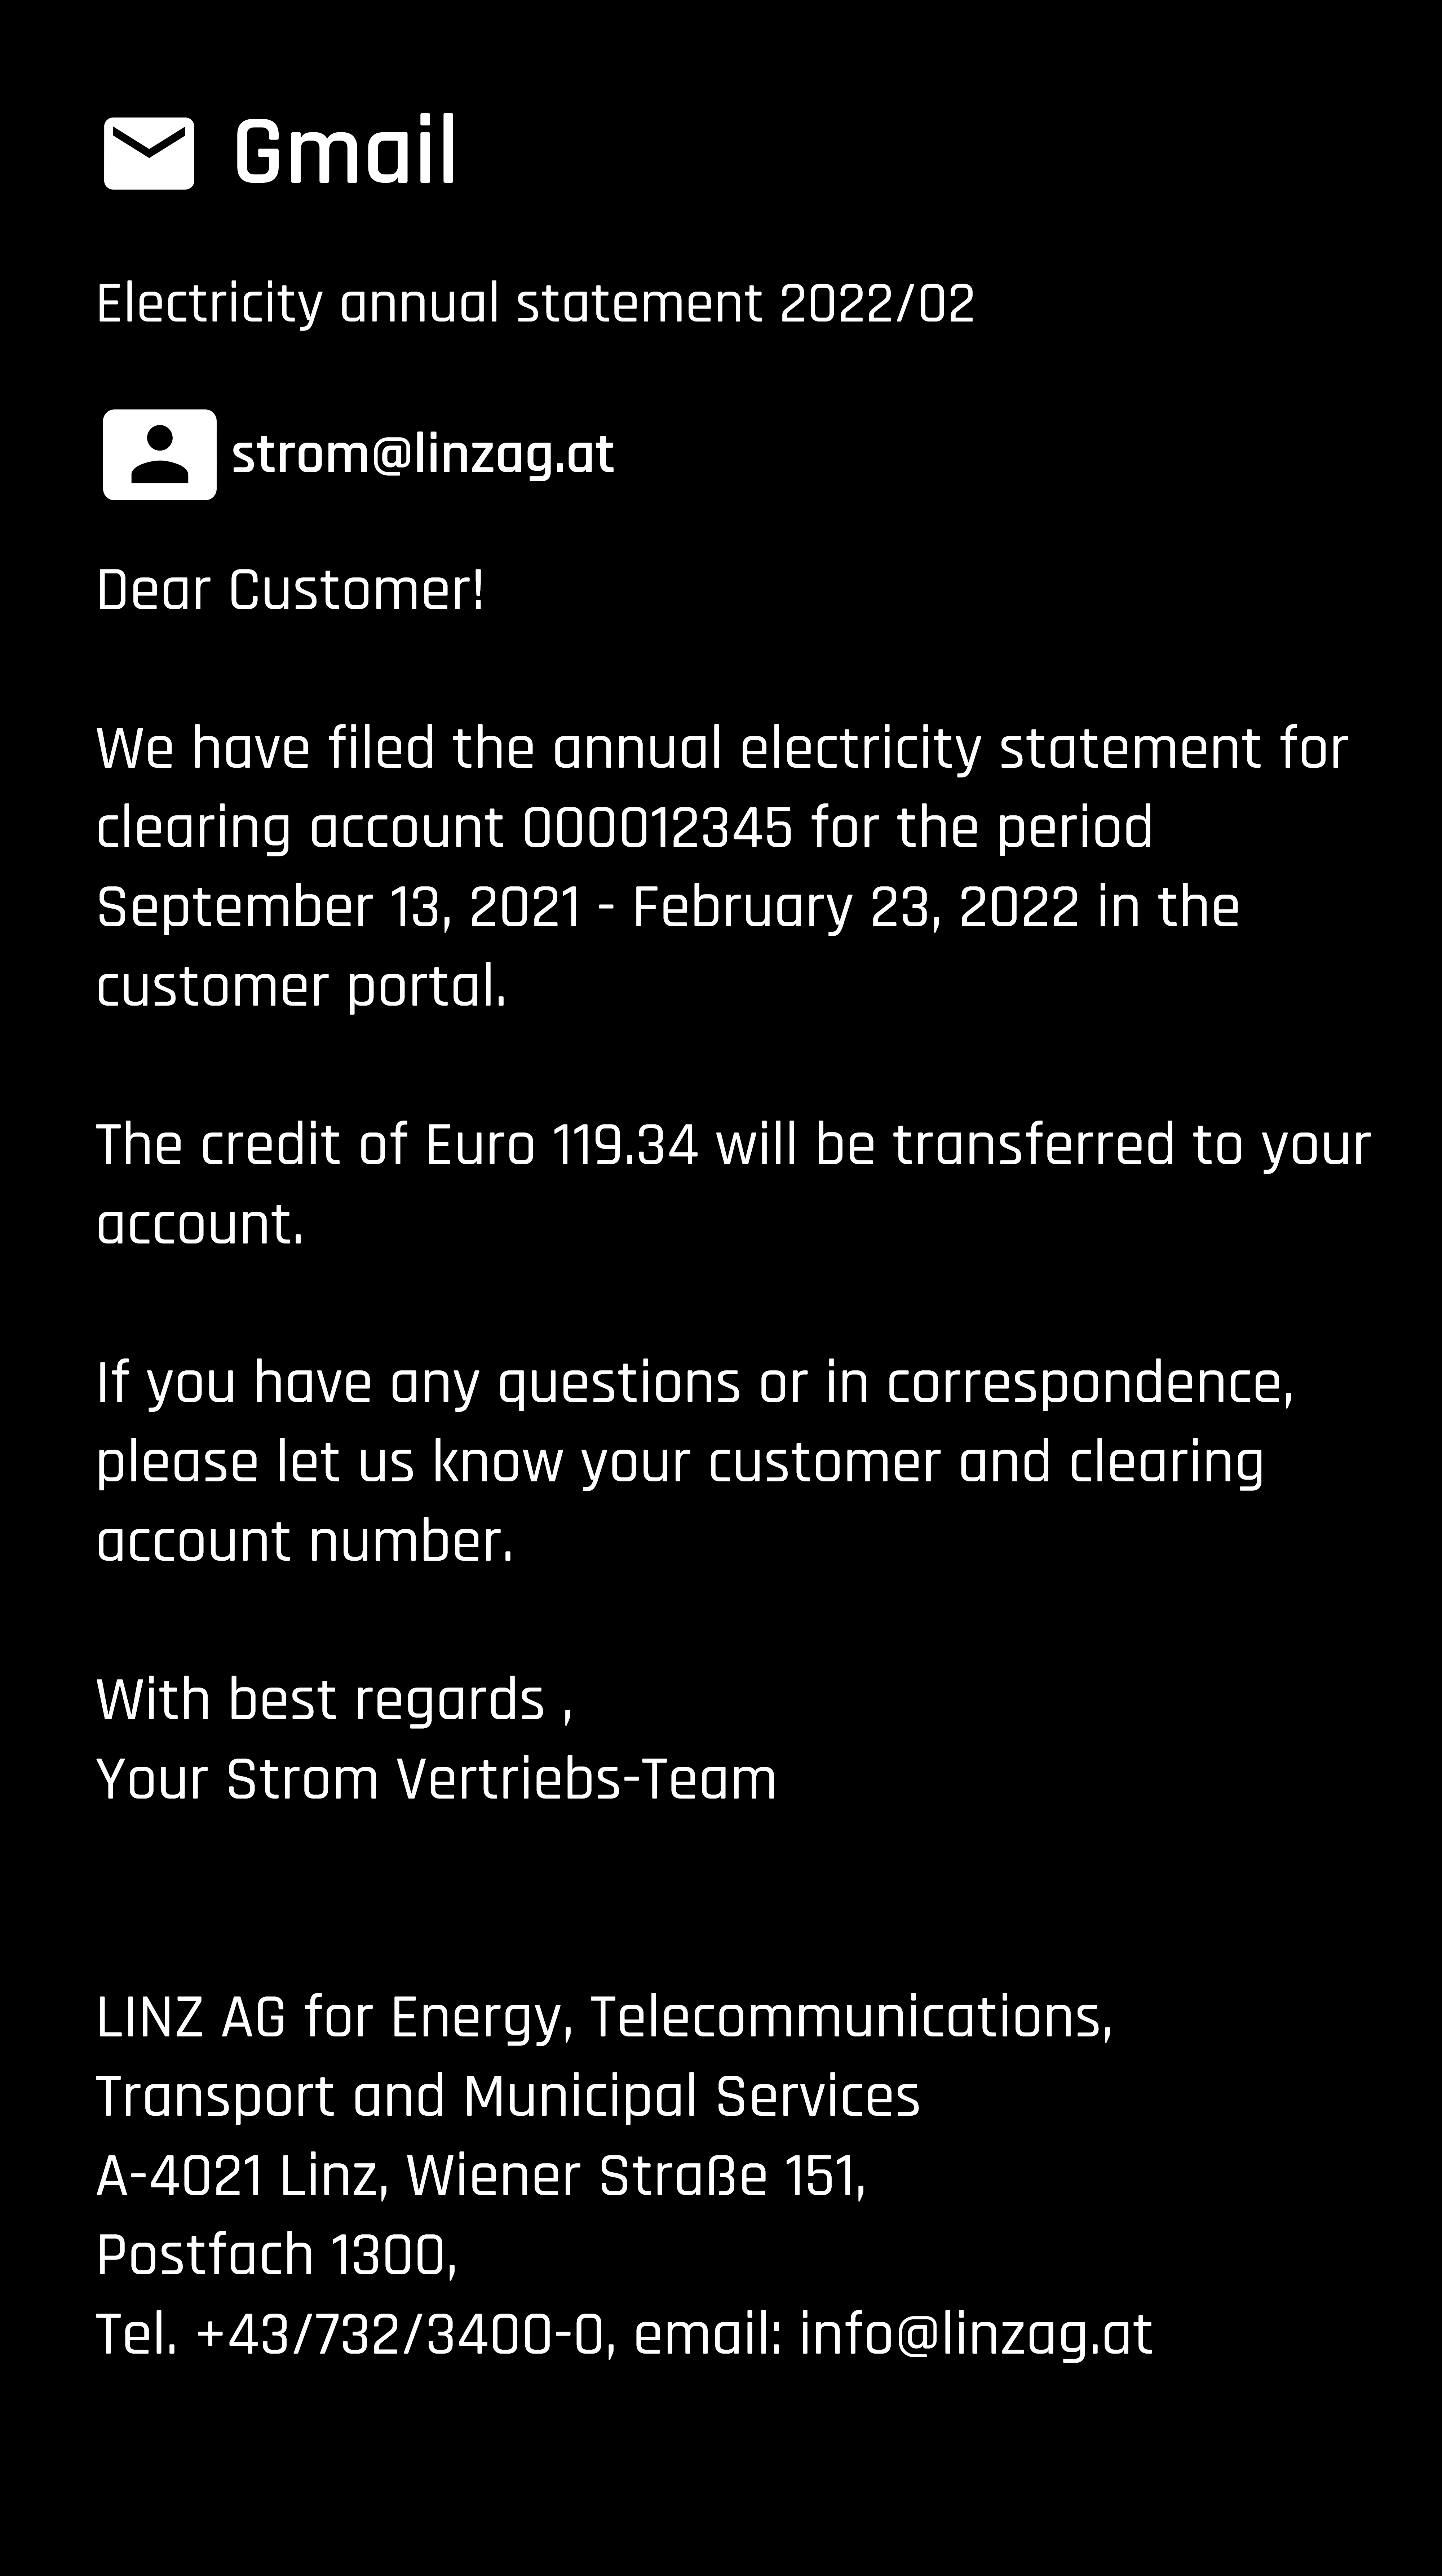 Gmail
Electricity annual statement 2022/02
strom@linzag.at
Dear Customer!
We have filed the annual electricity statement for
clearing account 000012345 for the period
September 13, 2021 - February 23, 2022 in the
customer portal.
The credit of Euro 119.34 will be transferred to your
account.
If you have any questions or in correspondence,
please let us know your customer and clearing
account number.
With best regards ,
Your Strom Vertriebs-Team
LINZ AG for Energy, Telecommunications,
Transport and Municipal Services
A-4021 Linz, Wiener Straße 151,
Postfach 1300,
Tel. +43/732/3400-0, email: info@linzag.at